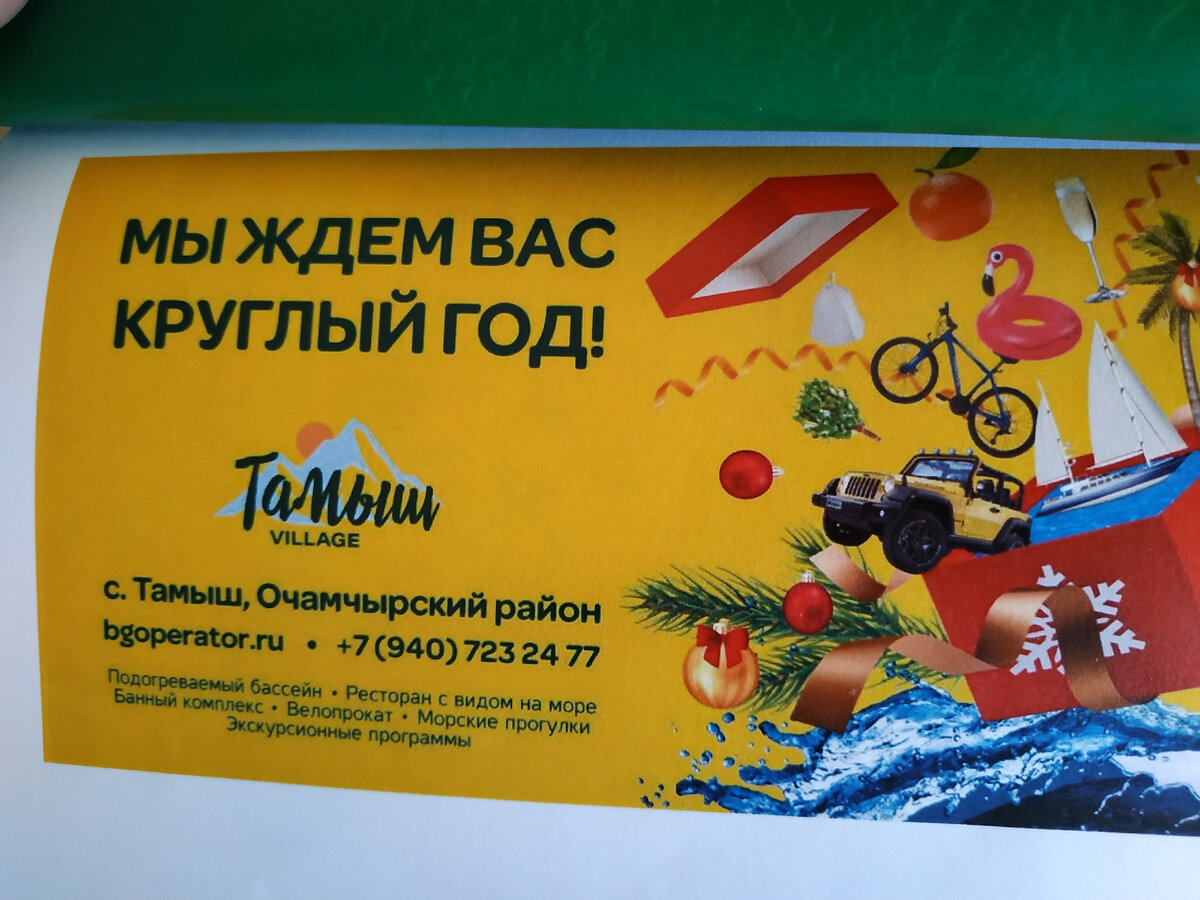 МЫ ЖДЕМ ВАС
КРУГЛЫЙ ГОД!
Тамыш
VILLAGE
с. Тамыш, Очамчырский район
bgoperator.ru • +7 (940) 723 24 77
Подогреваемый бассейн • Ресторан с видом на море
Банный комплекс • Велопрокат • Морские прогулки
Экскурсионные программы